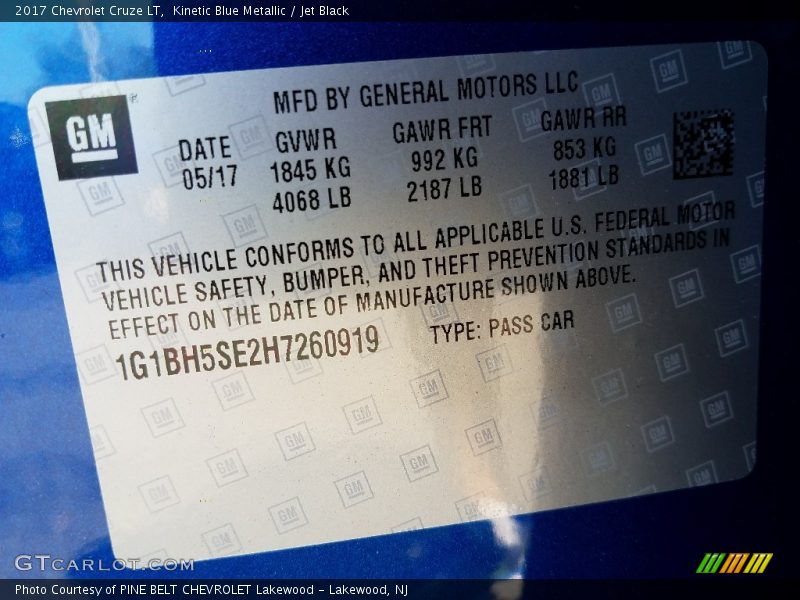 2017 Chevrolet Cruze LT, Kinetic Blue Metallic / Jet Black
MFD BY GENERAL MOTORS LLC
GM
DATE GVWR GAWR FRT GAWR RR
05/17 1845 KG 992 KG 853 KG
4068 LB 2187 LB 1881 LB
THIS VEHICLE CONFORMS TO ALL APPLICABLE U.S. FEDERAL MOTOR
VEHICLE SAFETY, BUMPER, AND THEFT PREVENTION STANDARDS IN
EFFECT ON THE DATE OF MANUFACTURE SHOWN ABOVE.
1G1BH5SE2H7260919 TYPE: PASS CAR
GTCARLOT.COM
Photo Courtesy of PINE BELT CHEVROLET Lakewood - Lakewood, NJ